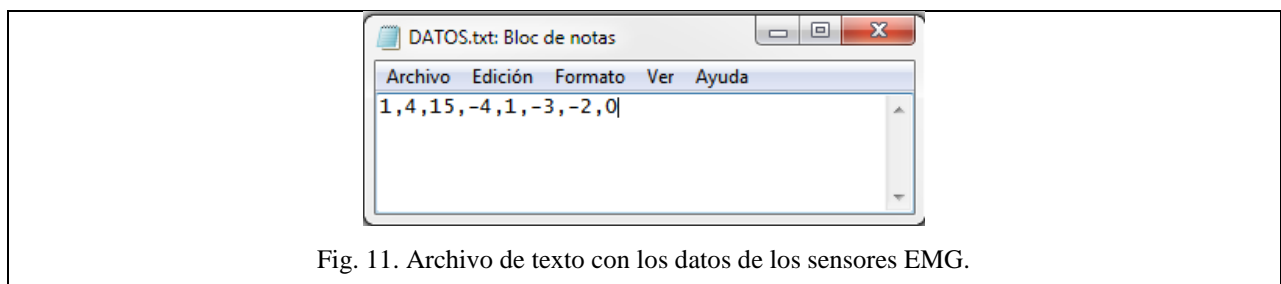 DATOS.txt: Bloc de notas
Archivo Edición Formato Ver Ayuda
1,4,15,-4,1,-3,-2,0
Fig. 11. Archivo de texto con los datos de los sensores EMG.